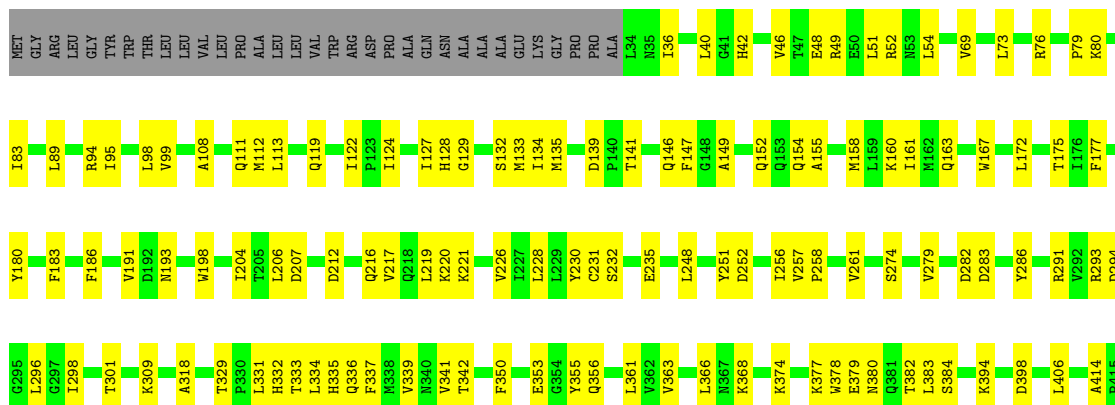 MET GLY ARG LEU GLY TYR TRP THR LEU LEU VAL LEU PRO ALA LEU LEU VAL TRP ARG ASP PRO ALA GLN ASN ALA ALA ALA GLU LYS GLY PRO PRO ALA L34 N35 I36 L40 G41 H42 V46 T47 E48 R49 E50 L51 R52 N53 L54 V69 L73 R76 P79 K80
I83 L89 R94 I95 L98 V99 A108 Q111 M112 L113 Q119 I122 P123 I124 I127 H128 G129 S132 M133 I134 M135 D139 P140 T141 Q146 F147 G148 A149 Q152 Q153 Q154 A155 M158 L159 K160 I161 M162 Q163 W167 L172 T175 I176 F177
Y180 F183 F186 V191 D192 N193 W198 I204 T205 L206 D207 D212 Q216 V217 Q218 L219 K220 K221 V226 I227 L228 L229 Y230 C231 S232 E235 L248 Y251 D252 I256 V257 P258 V261 S274 V279 D282 D283 Y286 R291 V292 R293
G295 L296 G297 I298 T301 K309 A318 T329 P330 L331 H332 T333 L334 H335 Q336 F337 M338 V339 N340 V341 T342 F350 E353 G354 Y355 Q356 L361 V362 V363 L366 N367 K368 K374 K377 W378 E379 N380 Q381 T382 L383 S384 K394 D398 L406 A414